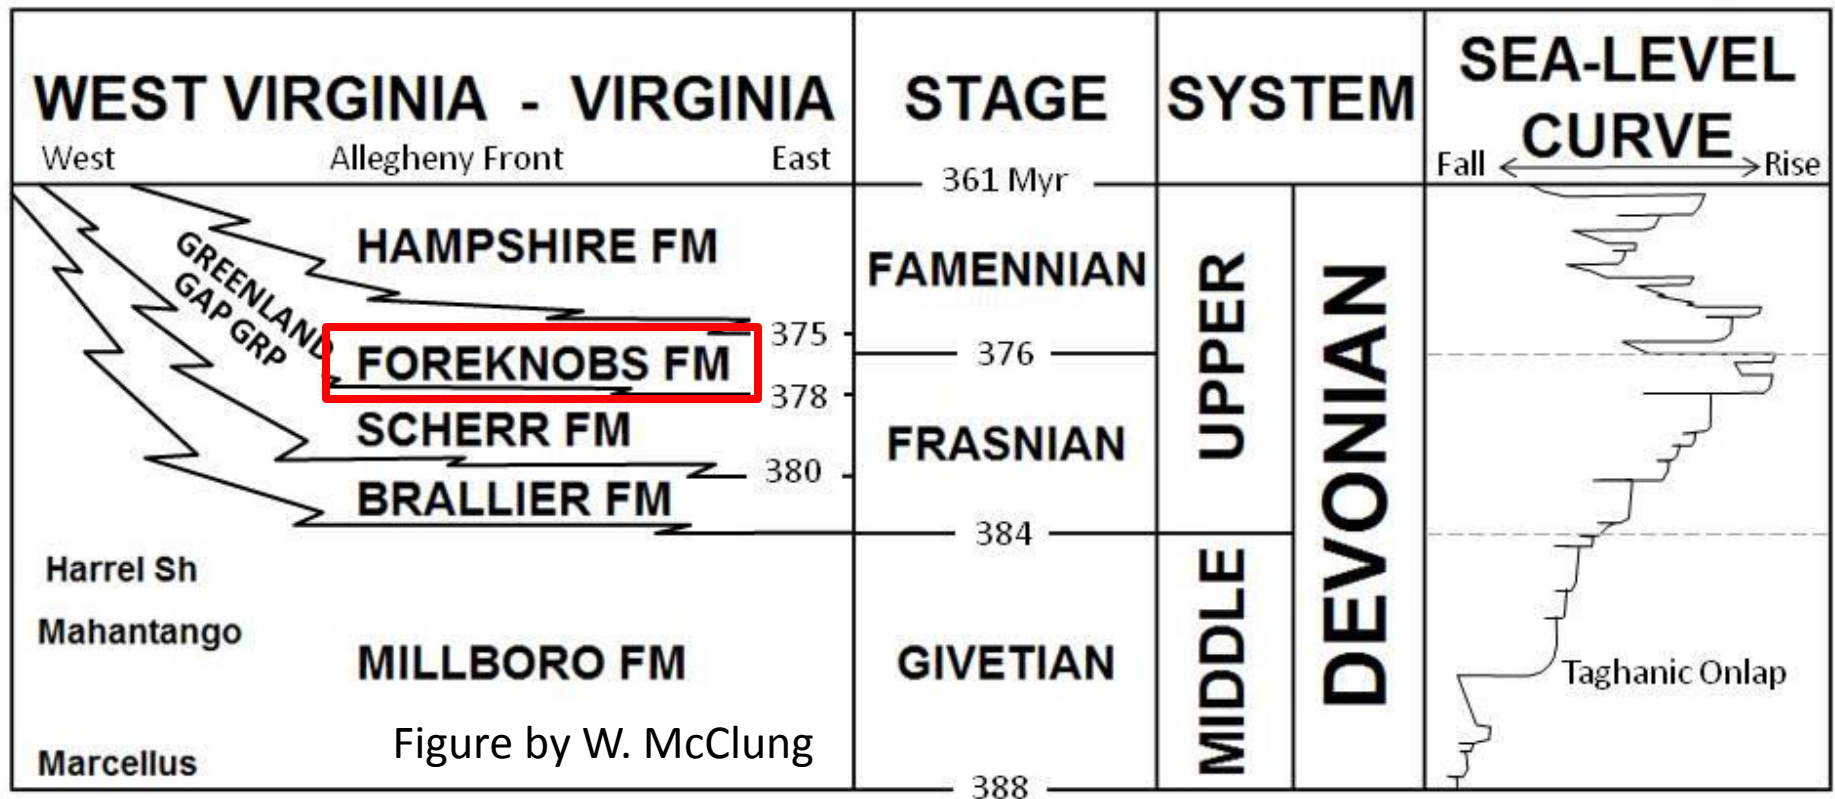 WEST VIRGINIA - VIRGINIA
West Allegheny Front East
STAGE
SYSTEM
SEA-LEVEL
CURVE
Fall Rise
361 Myr
HAMPSHIRE FM
GREENLAND
GAP GRP
FAMENNIAN
375
FOREKNOBS FM
376
378
SCHERR FM
FRASNIAN
380
BRALLIER FM
384
UPPER
DEVONIAN
Harrel Sh
Mahantango
MILLBORO FM
GIVETIAN
MIDDLE
Taghanic Onlap
Figure by W. McClung
Marcellus
388